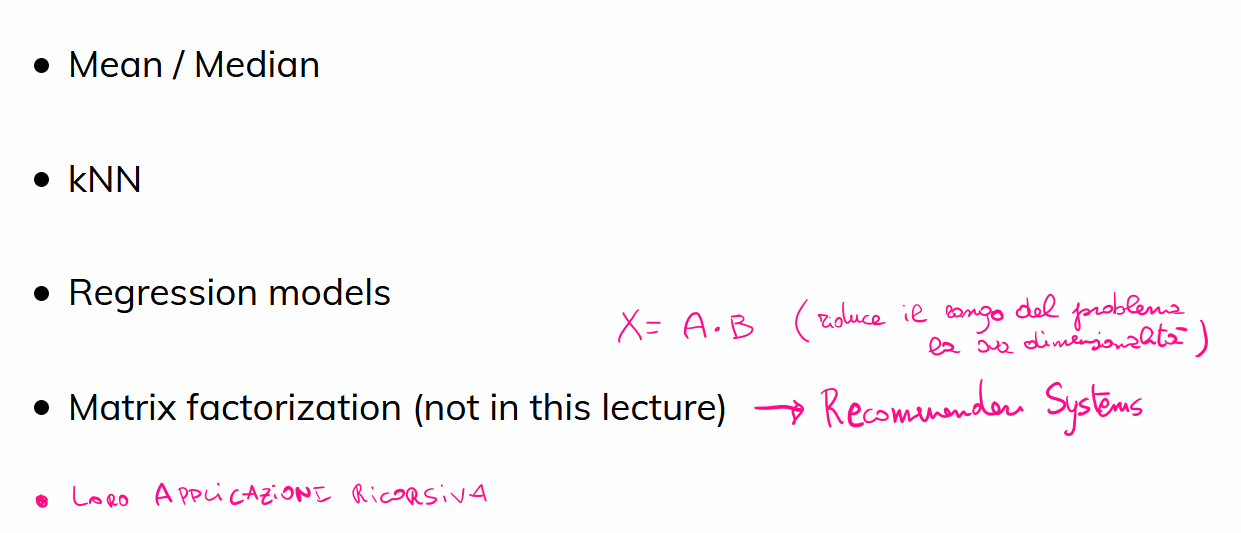 • Mean / Median
• kNN
• Regression models
X = A · B (riduce il rango del problema
la sua dimensionalità)
• Matrix factorization (not in this lecture) → Recommender Systems
• LORO APPLICAZIONE RICORSIVA